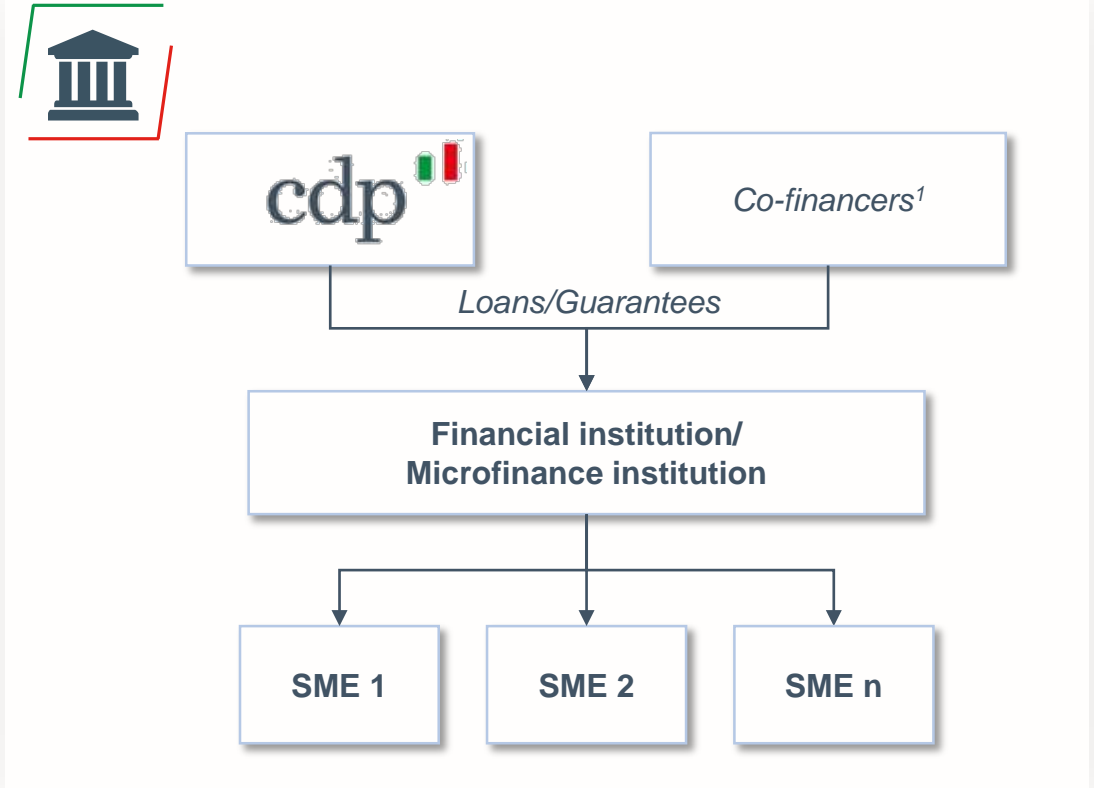 cdp
Co-financers¹
Loans/Guarantees
Financial institution/
Microfinance institution
SME 1
SME 2
SME n